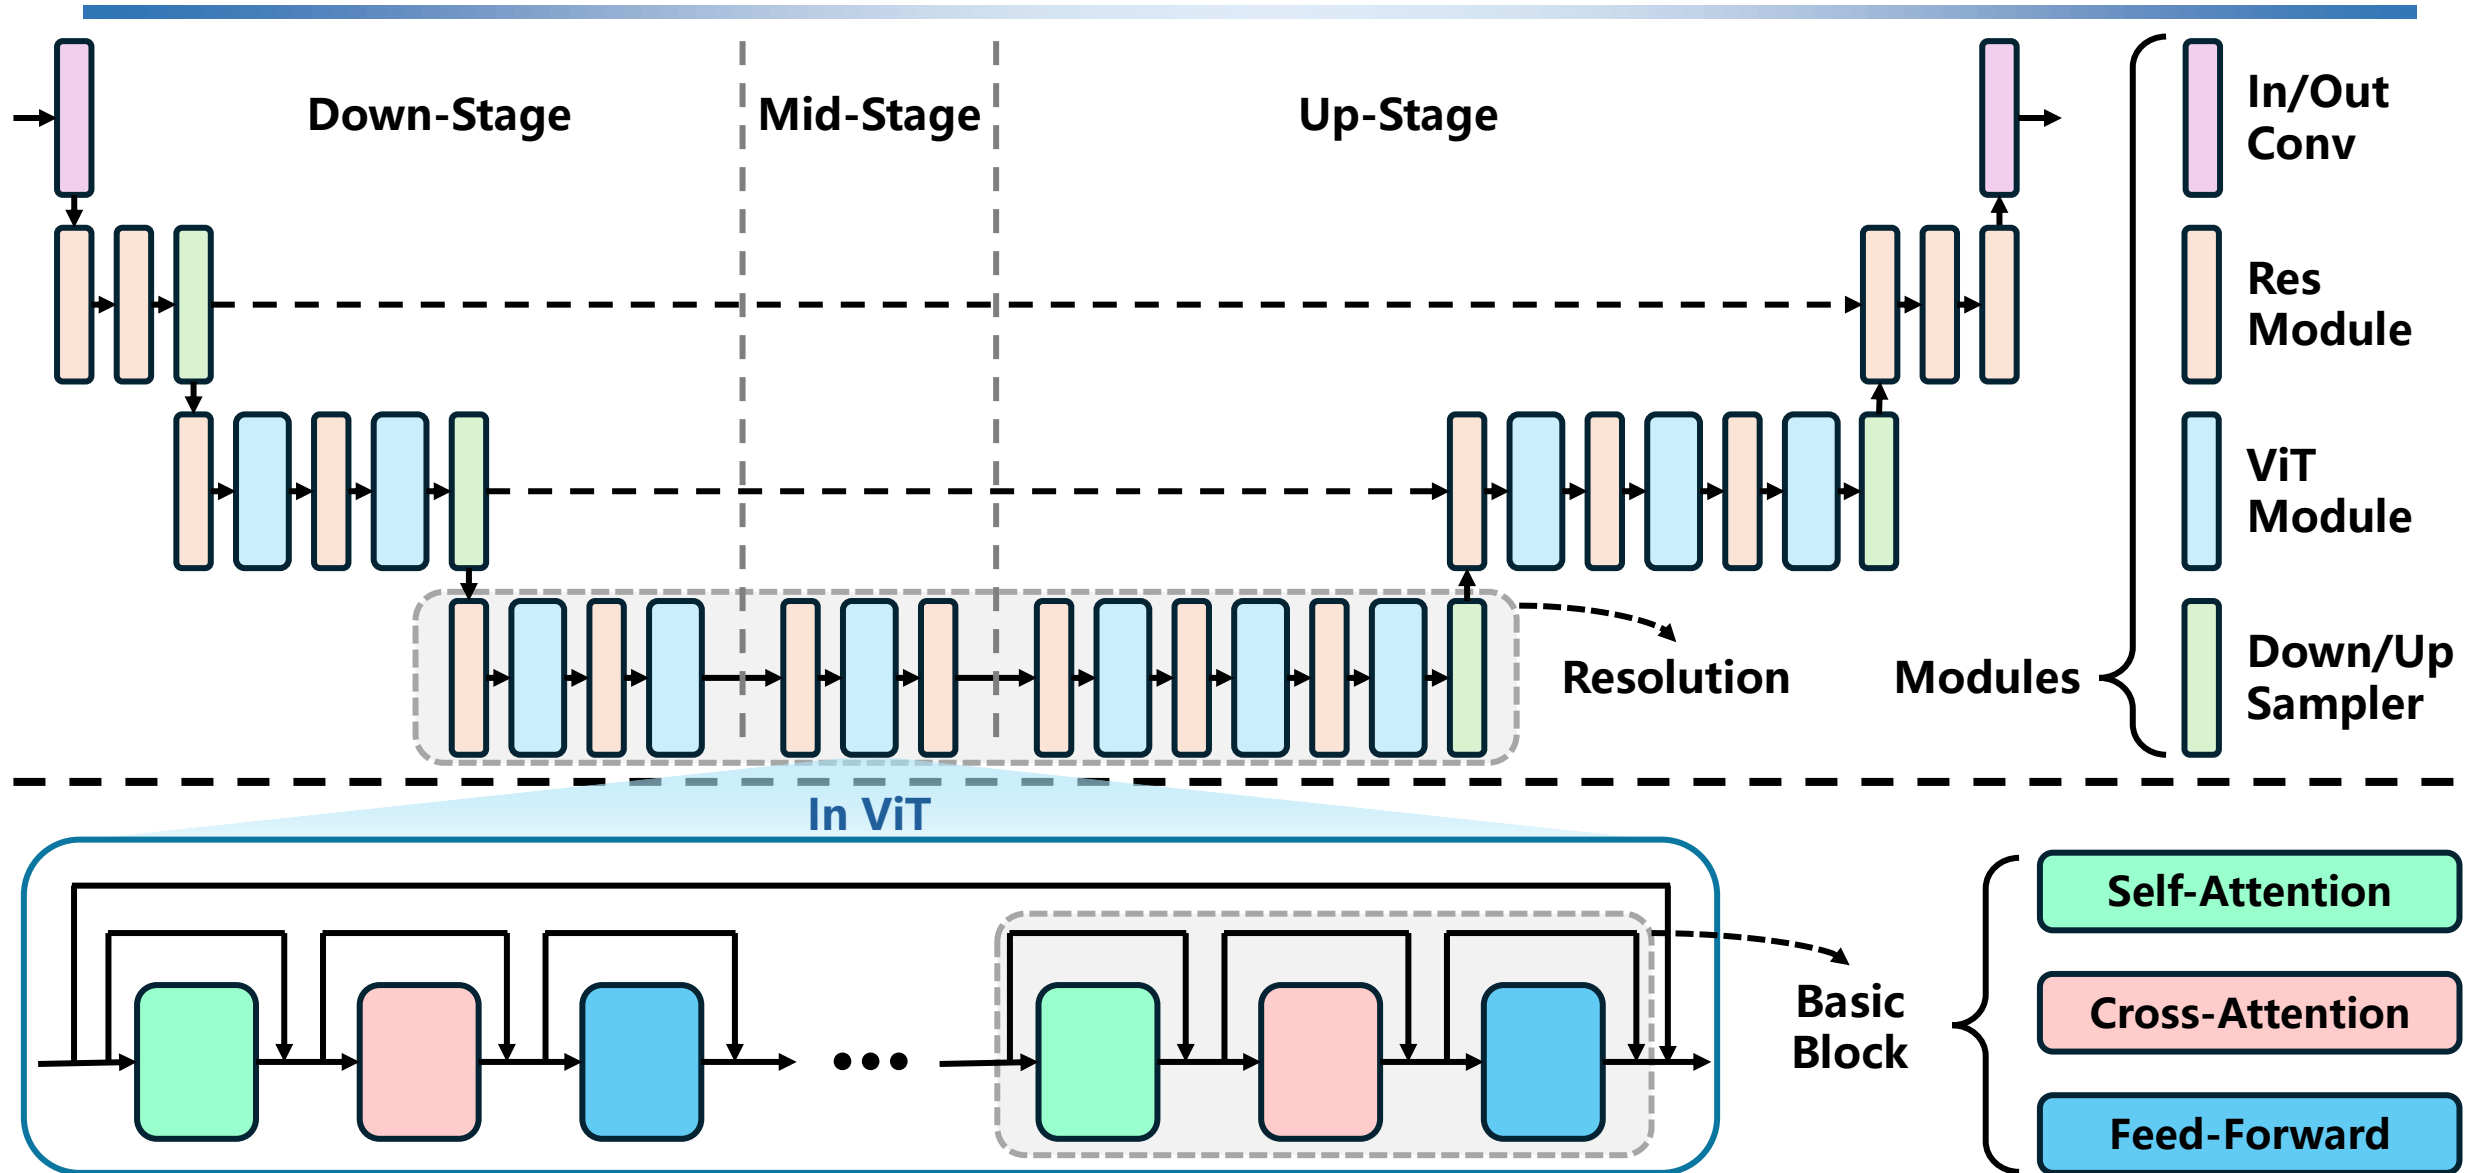 Down-Stage
Mid-Stage
Up-Stage
In/Out
Conv
Res
Module
ViT
Module
Down/Up
Sampler
Resolution
Modules
In ViT
Basic
Block
Self-Attention
Cross-Attention
Feed-Forward